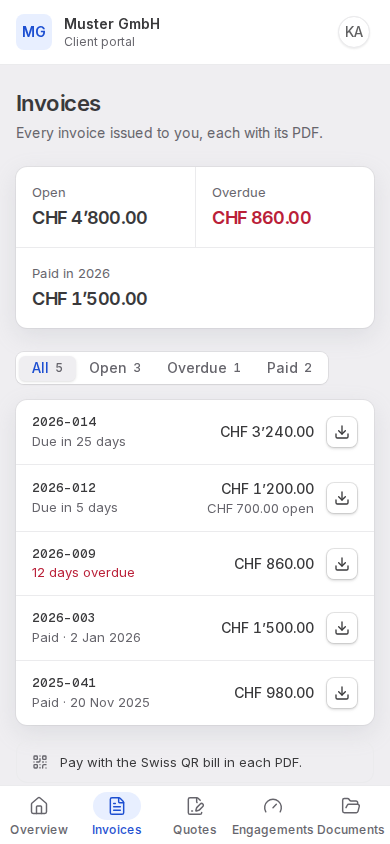 MG
Muster GmbH
Client portal
KA
Invoices
Every invoice issued to you, each with its PDF.
Open
CHF 4’800.00
Overdue
CHF 860.00
Paid in 2026
CHF 1’500.00
All 5 Open 3 Overdue 1 Paid 2
2026-014
Due in 25 days
CHF 3’240.00
2026-012
Due in 5 days
CHF 1’200.00
CHF 700.00 open
2026-009
12 days overdue
CHF 860.00
2026-003
Paid · 2 Jan 2026
CHF 1’500.00
2025-041
Paid · 20 Nov 2025
CHF 980.00
Pay with the Swiss QR bill in each PDF.
Overview Invoices Quotes Engagements Documents